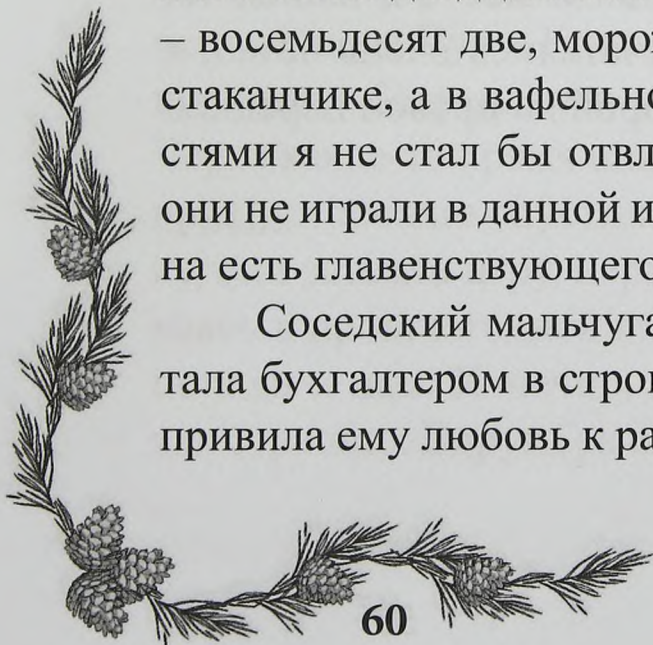 – восемьдесят две, моро
стаканчике, а в вафельн
стями я не стал бы отвл
они не играли в данной и
на есть главенствующего
Соседский мальчуга
тала бухгалтером в стро
привила ему любовь к ра
60